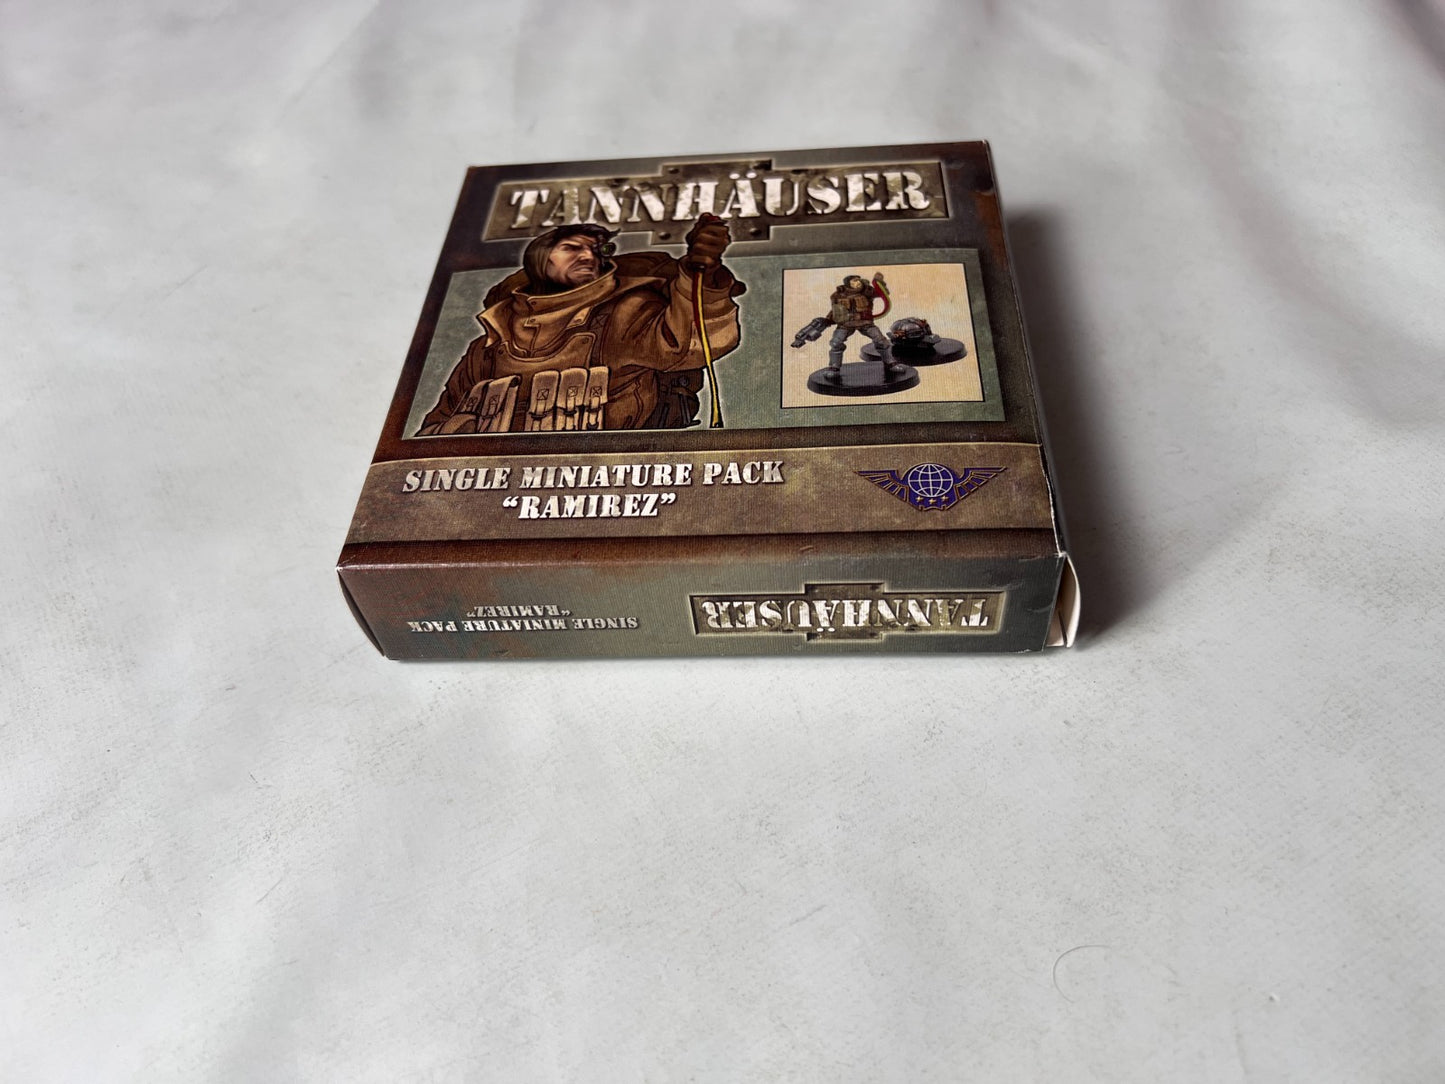 TANNHÄUSER
SINGLE MINIATURE PACK
“RAMIREZ”
TANNHÄUSER
SINGLE MINIATURE PACK
“RAMIREZ”